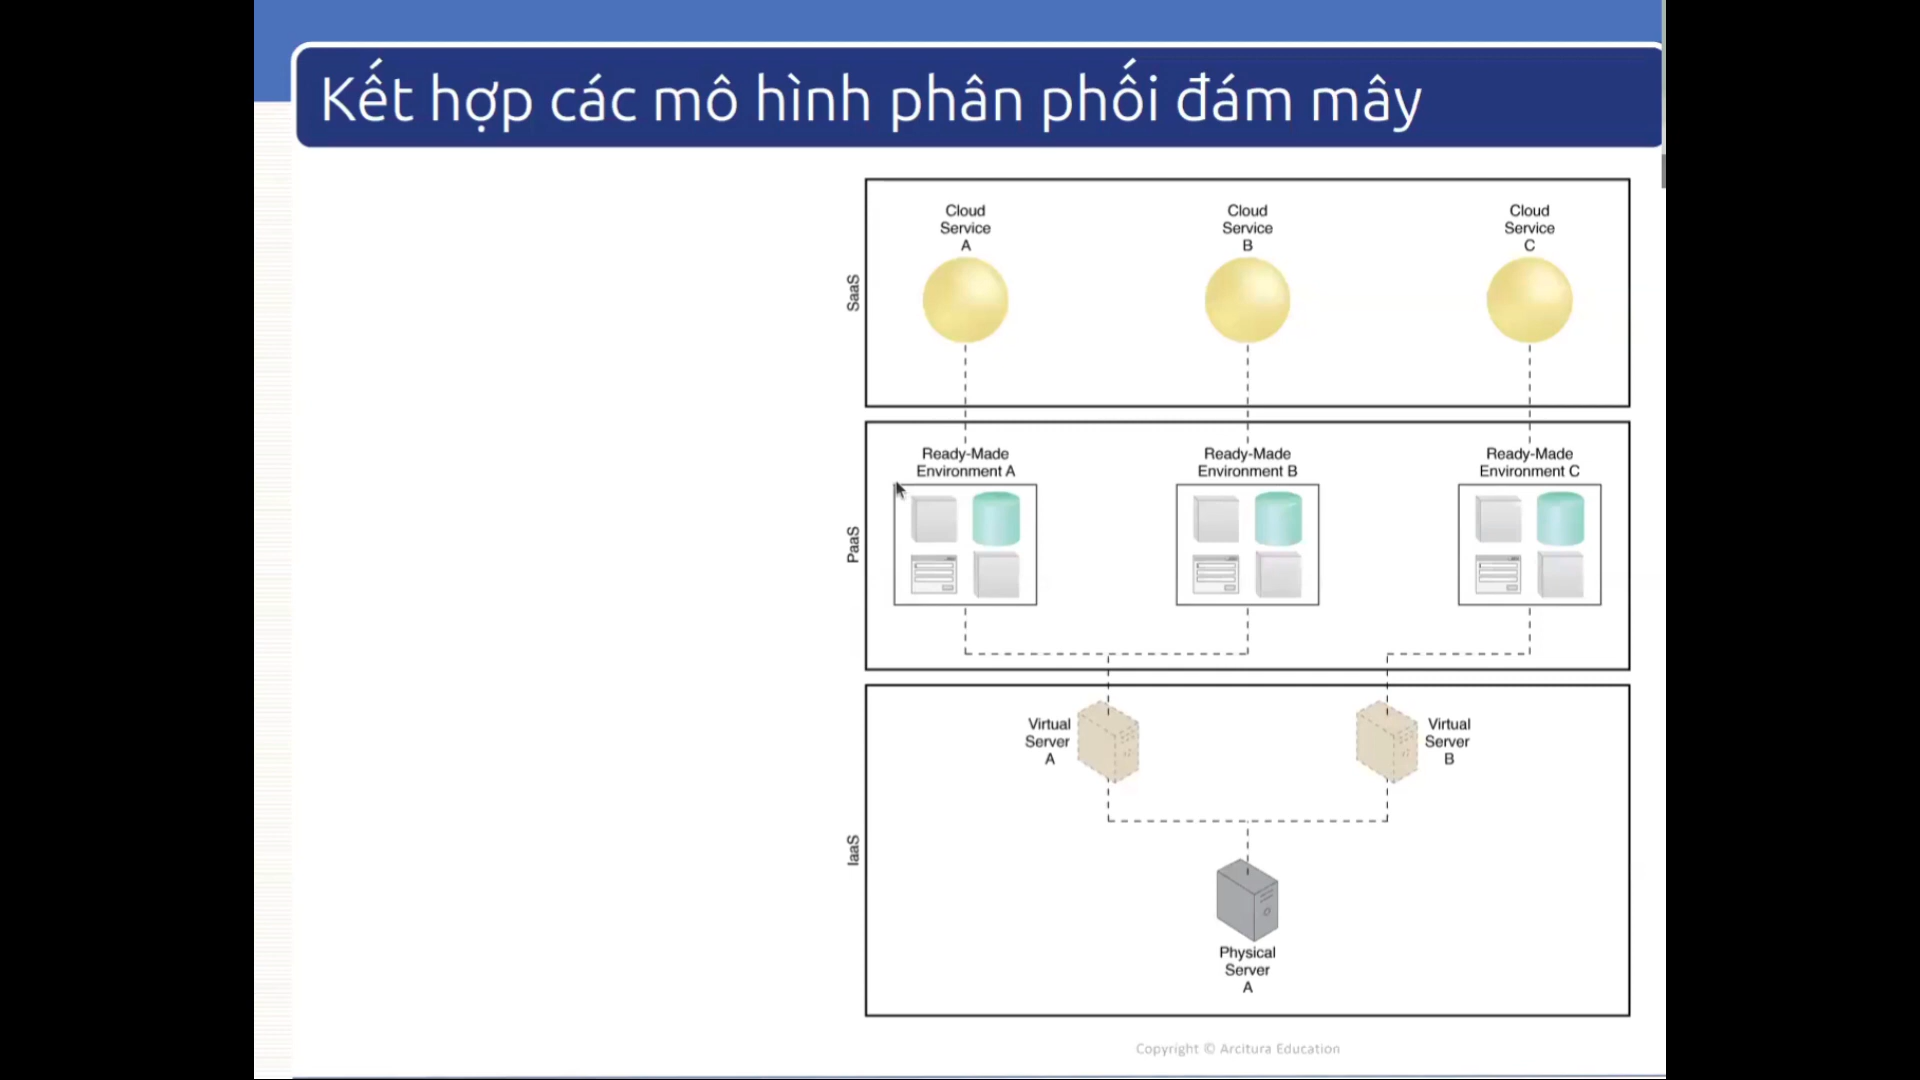 Kết hợp các mô hình phân phối đám mây
Cloud
Service
A
Cloud
Service
B
Cloud
Service
C
SaaS
Ready-Made
Environment A
Ready-Made
Environment B
Ready-Made
Environment C
PaaS
Virtual
Server
A
Virtual
Server
B
IaaS
Physical
Server
A
Copyright © Arcitura Education